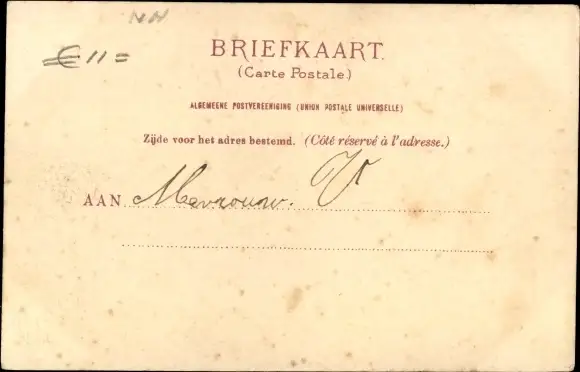 NH
€ 11 =
BRIEFKAART.
(Carte Postale.)
ALGEMEENE POSTVEREENIGING (UNION POSTALE UNIVERSELLE)
Zijde voor het adres bestemd. (Côté réservé à l'adresse.)
AAN Mevrouw. V